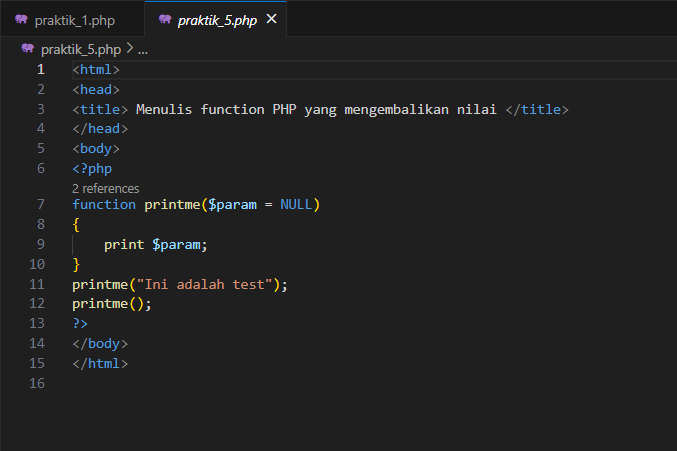 praktik_1.php praktik_5.php ×
praktik_5.php > ...
1 <html>
2 <head>
3 <title> Menulis function PHP yang mengembalikan nilai </title>
4 </head>
5 <body>
6 <?php
2 references
7 function printme($param = NULL)
8 {
9 print $param;
10 }
11 printme("Ini adalah test");
12 printme();
13 ?>
14 </body>
15 </html>
16